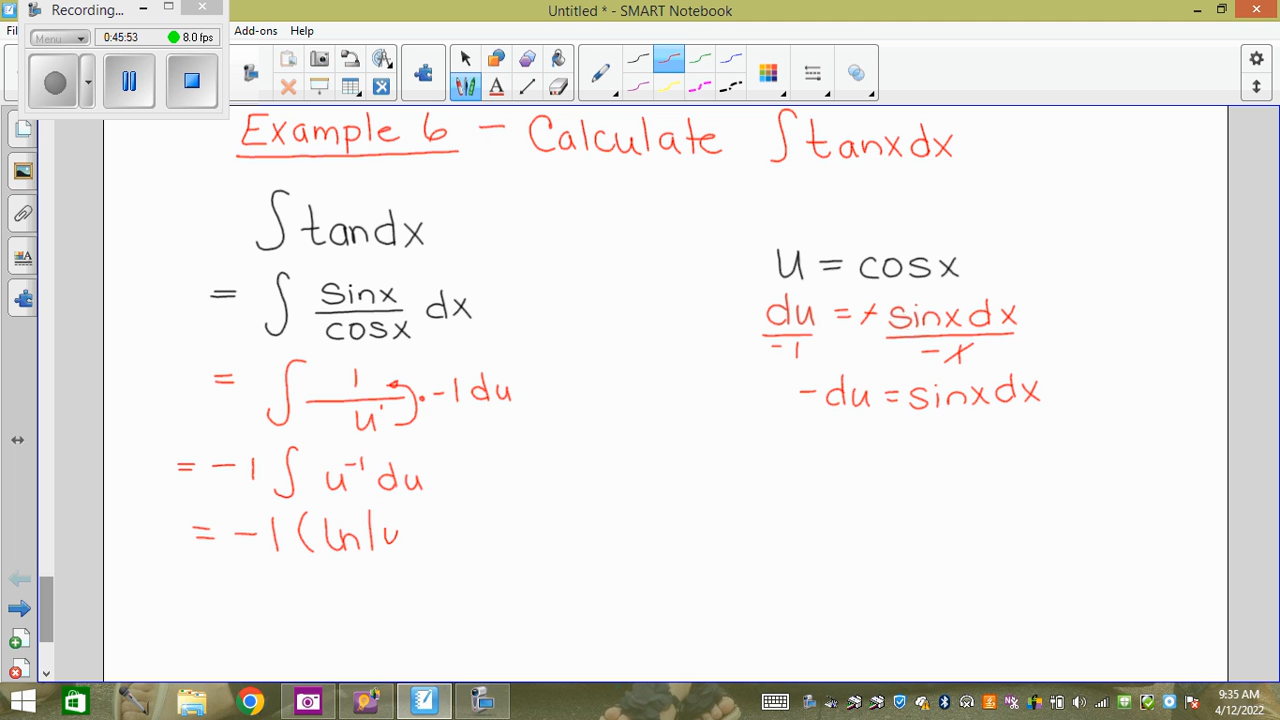 Recording...
Untitled * - SMART Notebook
Menu
0:45:53
8.0 fps
Add-ons Help
Example 6 - Calculate ∫tanxdx
∫tandx
= ∫ sinx/cosx dx
= ∫ 1/u¹ · -1du
= -1 ∫ u⁻¹ du
= -1 (ln|u
u = cosx
du/-1 = -sinxdx/-1
-du = sinxdx
9:35 AM
4/12/2022